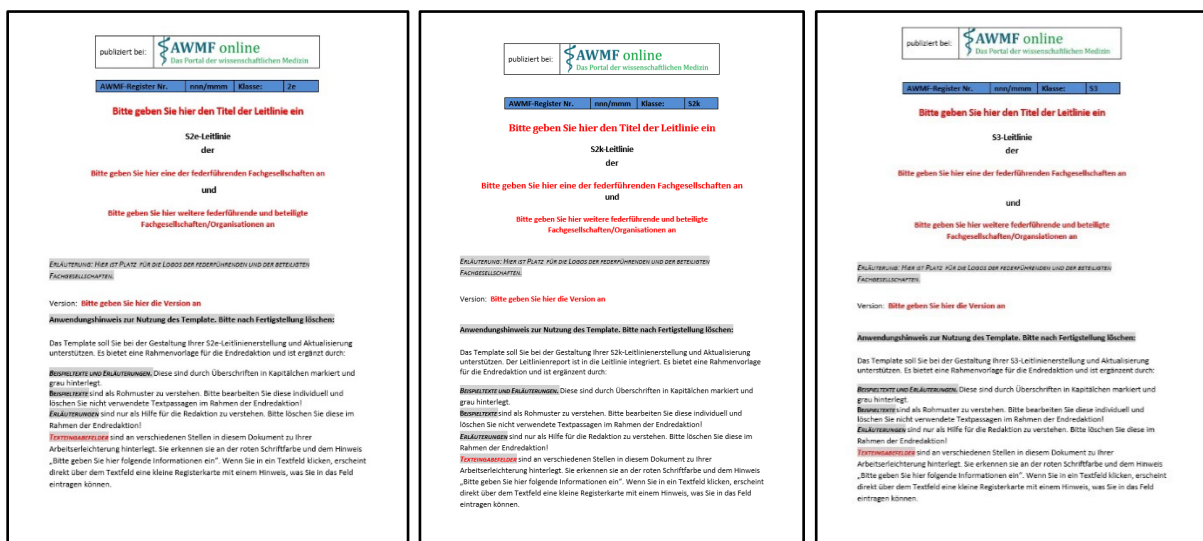 publiziert bei:
AWMF online
Das Portal der wissenschaftlichen Medizin
AWMF-Register Nr. nnn/mmm Klasse: 2e
Bitte geben Sie hier den Titel der Leitlinie ein
S2e-Leitlinie
der
Bitte geben Sie hier eine der federführenden Fachgesellschaften an
und
Bitte geben Sie hier weitere federführende und beteiligte
Fachgesellschaften/Organisationen an
ERLÄUTERUNG: HIER IST PLATZ FÜR DIE LOGOS DER FEDERFÜHRENDEN UND DER BETEILIGTEN
FACHGESELLSCHAFTEN.
Version: Bitte geben Sie hier die Version an
Anwendungshinweis zur Nutzung des Template. Bitte nach Fertigstellung löschen:
Das Template soll Sie bei der Gestaltung Ihrer S2e-Leitlinienerstellung und Aktualisierung
unterstützen. Es bietet eine Rahmenvorlage für die Endredaktion und ist ergänzt durch:
BEISPIELTEXTE UND ERLÄUTERUNGEN. Diese sind durch Überschriften in Kapitälchen markiert und
grau hinterlegt.
BEISPIELTEXTE sind als Rohmuster zu verstehen. Bitte bearbeiten Sie diese individuell und
löschen Sie nicht verwendete Textpassagen im Rahmen der Endredaktion!
ERLÄUTERUNGEN sind nur als Hilfe für die Redaktion zu verstehen. Bitte löschen Sie diese im
Rahmen der Endredaktion!
TEXTEINGABEFELDER sind an verschiedenen Stellen in diesem Dokument zu Ihrer
Arbeitserleichterung hinterlegt. Sie erkennen sie an der roten Schriftfarbe und dem Hinweis
„Bitte geben Sie hier folgende Informationen ein“. Wenn Sie in ein Textfeld klicken, erscheint
direkt über dem Textfeld eine kleine Registerkarte mit einem Hinweis, was Sie in das Feld
eintragen können.
publiziert bei:
AWMF online
Das Portal der wissenschaftlichen Medizin
AWMF-Register Nr. nnn/mmm Klasse: S2k
Bitte geben Sie hier den Titel der Leitlinie ein
S2k-Leitlinie
der
Bitte geben Sie hier eine der federführenden Fachgesellschaften an
und
Bitte geben Sie hier weitere federführende und beteiligte
Fachgesellschaften/Organisationen an
ERLÄUTERUNG: HIER IST PLATZ FÜR DIE LOGOS DER FEDERFÜHRENDEN UND DER BETEILIGTEN
FACHGESELLSCHAFTEN.
Version: Bitte geben Sie hier die Version an
Anwendungshinweis zur Nutzung des Template. Bitte nach Fertigstellung löschen:
Das Template soll Sie bei der Gestaltung Ihrer S2k-Leitlinienerstellung und Aktualisierung
unterstützen. Der Leitlinienreport ist in die Leitlinie integriert. Es bietet eine Rahmenvorlage
für die Endredaktion und ist ergänzt durch:
BEISPIELTEXTE UND ERLÄUTERUNGEN. Diese sind durch Überschriften in Kapitälchen markiert und
grau hinterlegt.
BEISPIELTEXTE sind als Rohmuster zu verstehen. Bitte bearbeiten Sie diese individuell und
löschen Sie nicht verwendete Textpassagen im Rahmen der Endredaktion!
ERLÄUTERUNGEN sind nur als Hilfe für die Redaktion zu verstehen. Bitte löschen Sie diese im
Rahmen der Endredaktion!
TEXTEINGABEFELDER sind an verschiedenen Stellen in diesem Dokument zu Ihrer
Arbeitserleichterung hinterlegt. Sie erkennen sie an der roten Schriftfarbe und dem Hinweis
„Bitte geben Sie hier folgende Informationen ein“. Wenn Sie in ein Textfeld klicken, erscheint
direkt über dem Textfeld eine kleine Registerkarte mit einem Hinweis, was Sie in das Feld
eintragen können.
publiziert bei:
AWMF online
Das Portal der wissenschaftlichen Medizin
AWMF-Register Nr. nnn/mmm Klasse: S3
Bitte geben Sie hier den Titel der Leitlinie ein
S3-Leitlinie
der
Bitte geben Sie hier eine der federführenden Fachgesellschaften an
und
Bitte geben Sie hier weitere federführende und beteiligte
Fachgesellschaften/Organsiationen an
ERLÄUTERUNG: HIER IST PLATZ FÜR DIE LOGOS DER FEDERFÜHRENDEN UND DER BETEILIGTEN
FACHGESELLSCHAFTEN.
Version: Bitte geben Sie hier die Version an
Anwendungshinweis zur Nutzung des Template. Bitte nach Fertigstellung löschen:
Das Template soll Sie bei der Gestaltung Ihrer S3-Leitlinienerstellung und Aktualisierung
unterstützen. Es bietet eine Rahmenvorlage für die Endredaktion und ist ergänzt durch:
BEISPIELTEXTE UND ERLÄUTERUNGEN. Diese sind durch Überschriften in Kapitälchen markiert und
grau hinterlegt.
BEISPIELTEXTE sind als Rohmuster zu verstehen. Bitte bearbeiten Sie diese individuell und
löschen Sie nicht verwendete Textpassagen im Rahmen der Endredaktion!
ERLÄUTERUNGEN sind nur als Hilfe für die Redaktion zu verstehen. Bitte löschen Sie diese im
Rahmen der Endredaktion!
TEXTEINGABEFELDER sind an verschiedenen Stellen in diesem Dokument zu Ihrer
Arbeitserleichterung hinterlegt. Sie erkennen sie an der roten Schriftfarbe und dem Hinweis
„Bitte geben Sie hier folgende Informationen ein“. Wenn Sie in ein Textfeld klicken, erscheint
direkt über dem Textfeld eine kleine Registerkarte mit einem Hinweis, was Sie in das Feld
eintragen können.